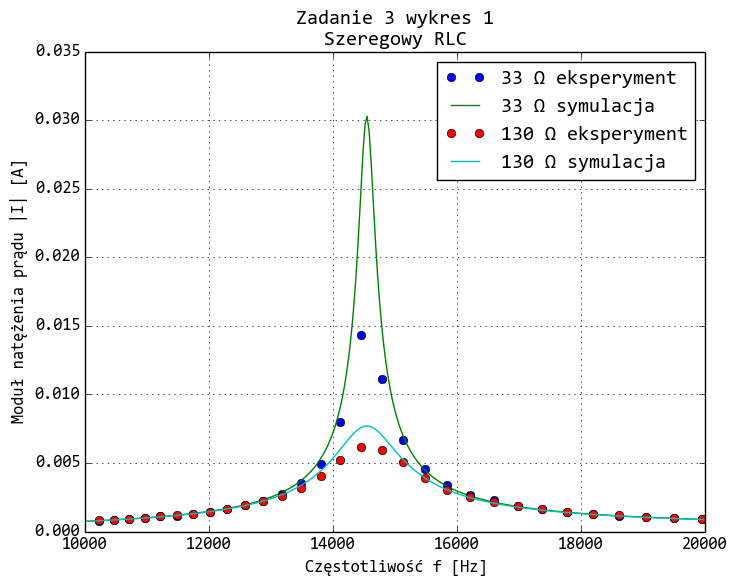 Zadanie 3 wykres 1
Szeregowy RLC
33 Ω eksperyment
33 Ω symulacja
130 Ω eksperyment
130 Ω symulacja
Moduł natężenia prądu |I| [A]
0.035
0.030
0.025
0.020
0.015
0.010
0.005
0.000
10000 12000 14000 16000 18000 20000
Częstotliwość f [Hz]